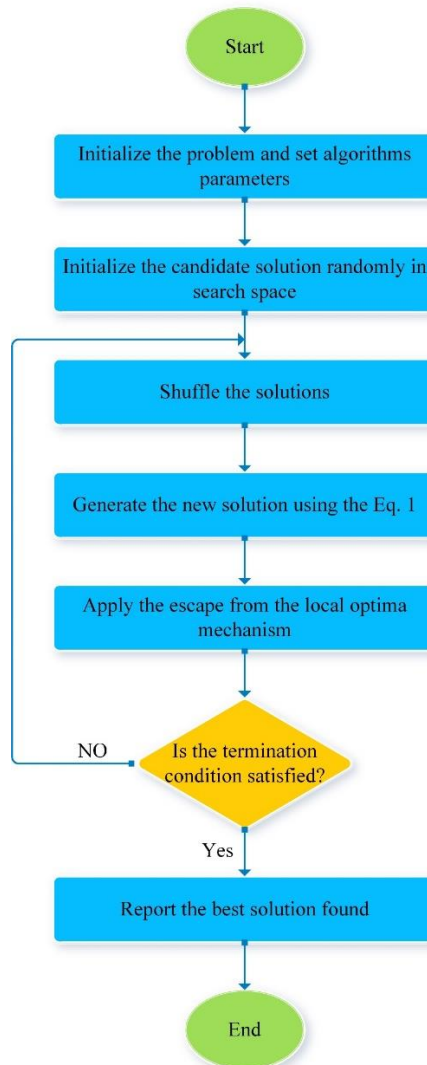 Start
Initialize the problem and set algorithms
parameters
Initialize the candidate solution randomly in
search space
Shuffle the solutions
Generate the new solution using the Eq. 1
Apply the escape from the local optima
mechanism
Is the termination
condition satisfied?
NO
Yes
Report the best solution found
End